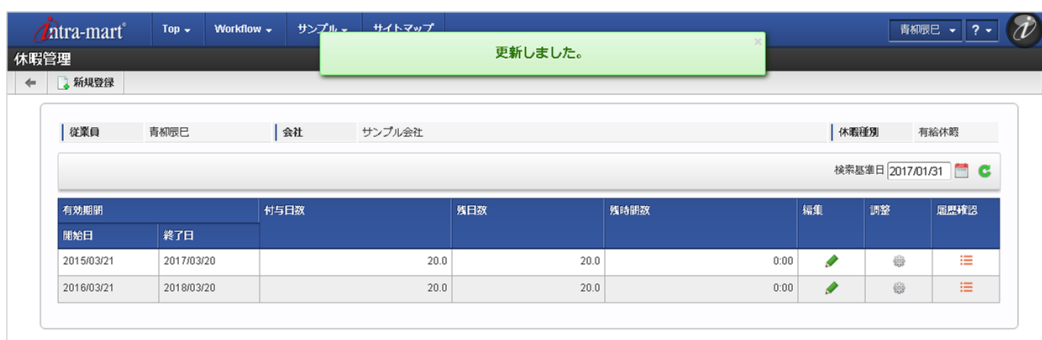 intra-mart Top Workflow サンプル サイトマップ 青柳辰巳 ?
更新しました。 ×
休暇管理
新規登録
従業員 青柳辰巳 会社 サンプル会社 休暇種別 有給休暇
検索基準日 2017/01/31
有効期間 付与日数 残日数 残時間数 編集 調整 履歴確認
開始日 終了日
2015/03/21 2017/03/20 20.0 20.0 0:00
2016/03/21 2018/03/20 20.0 20.0 0:00